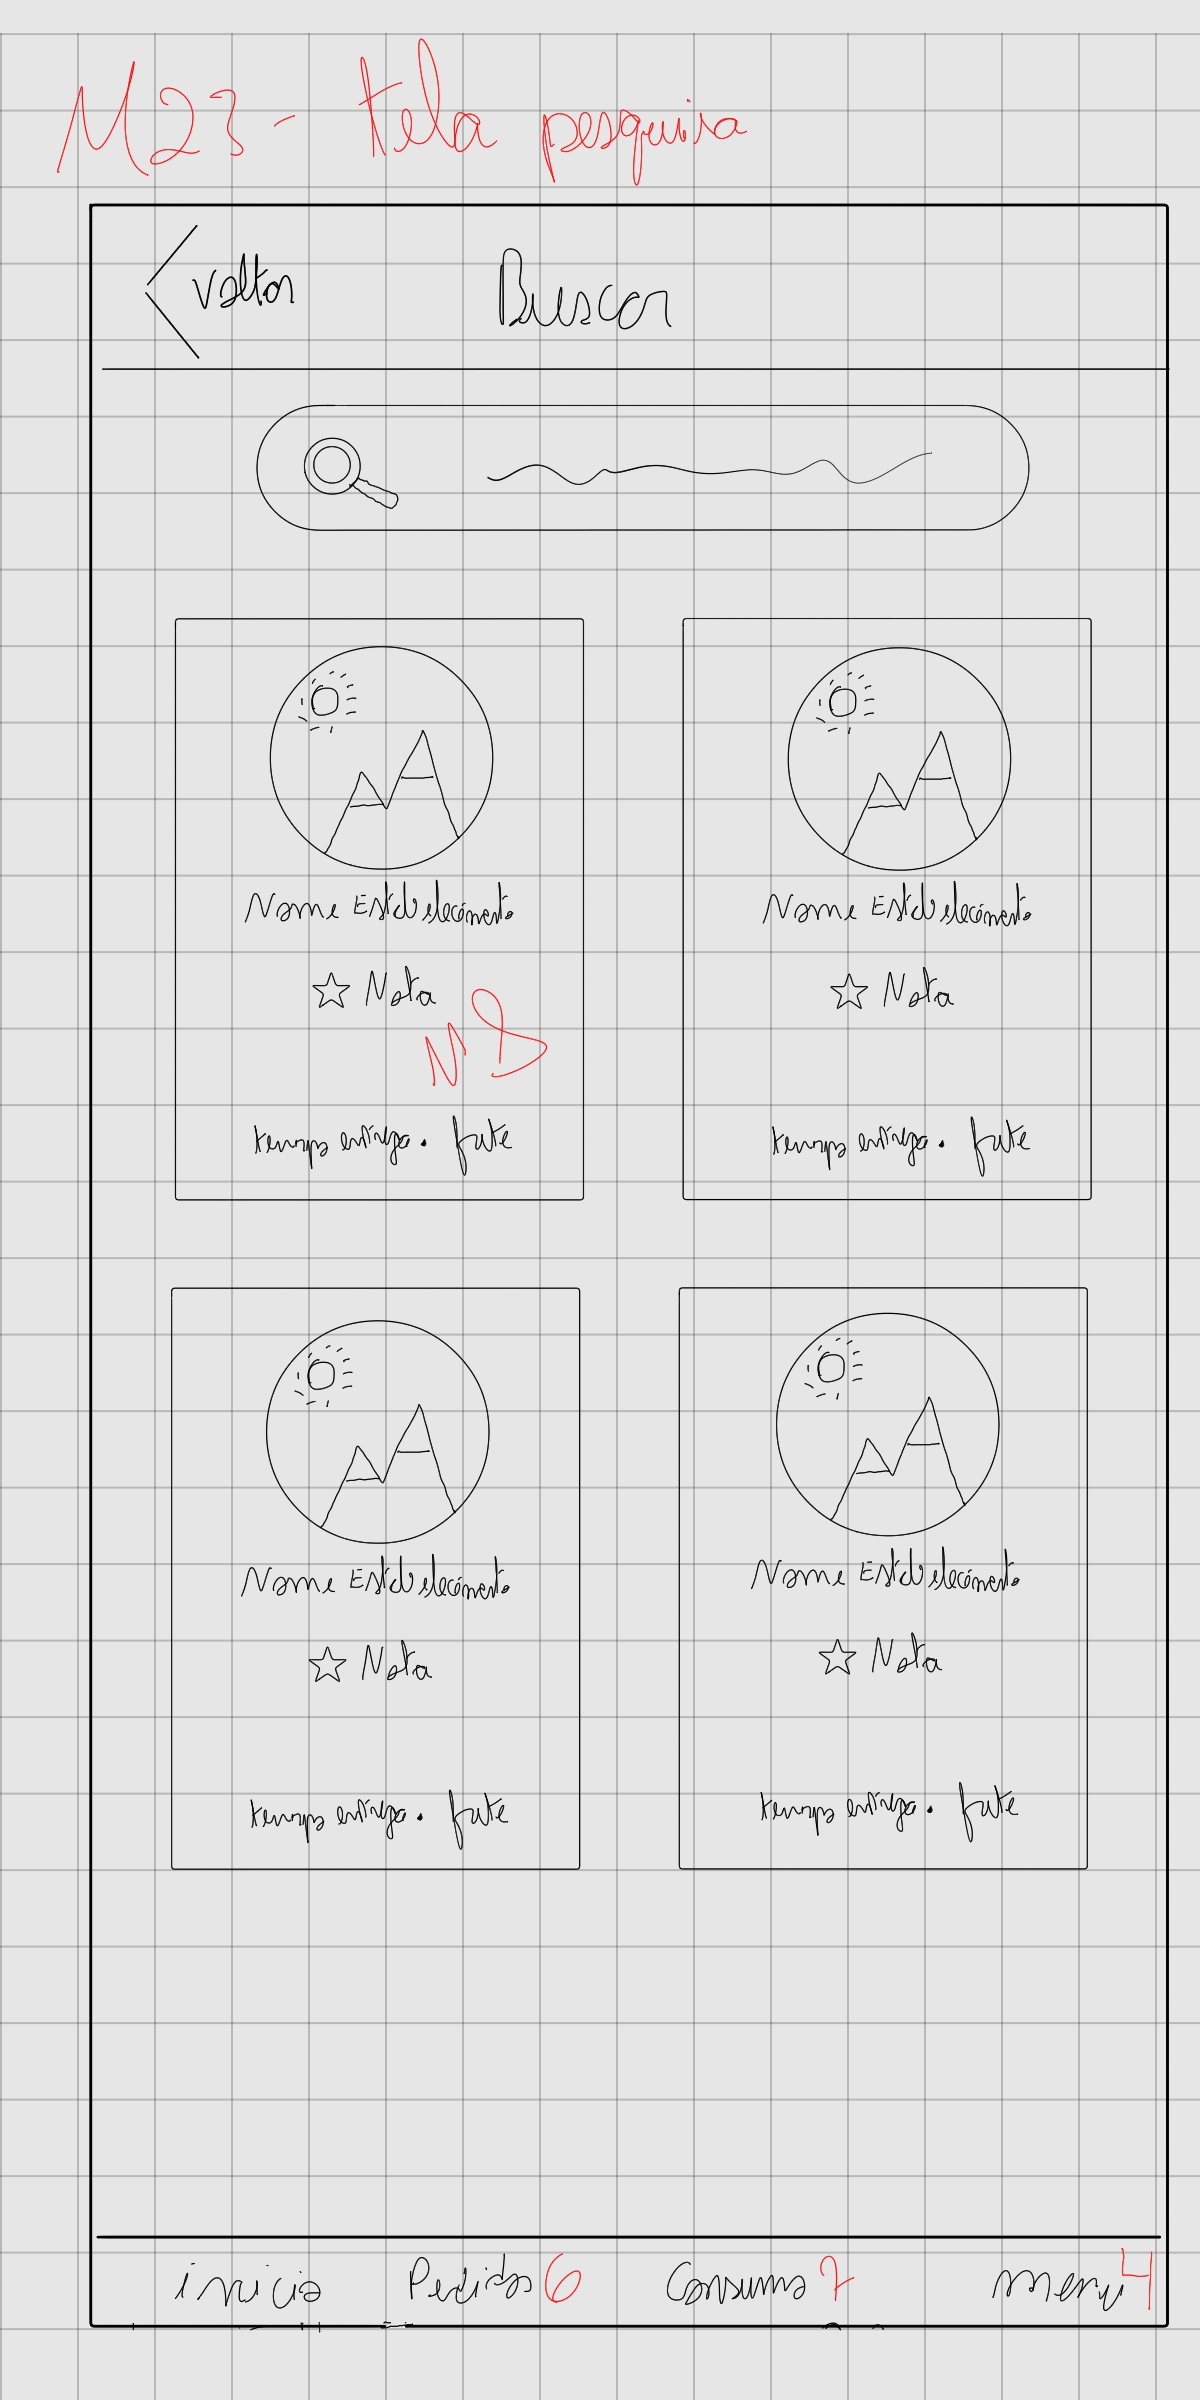 M23 - tela pesquisa
Voltar Buscar
Nome Estabelecimento Nome Estabelecimento
Nota Nota
N8
tempo entrega. frete tempo entrega. frete
Nome Estabelecimento Nome Estabelecimento
Nota Nota
tempo entrega. frete tempo entrega. frete
inicio Pedidos 6 Consumo 7 menu 4